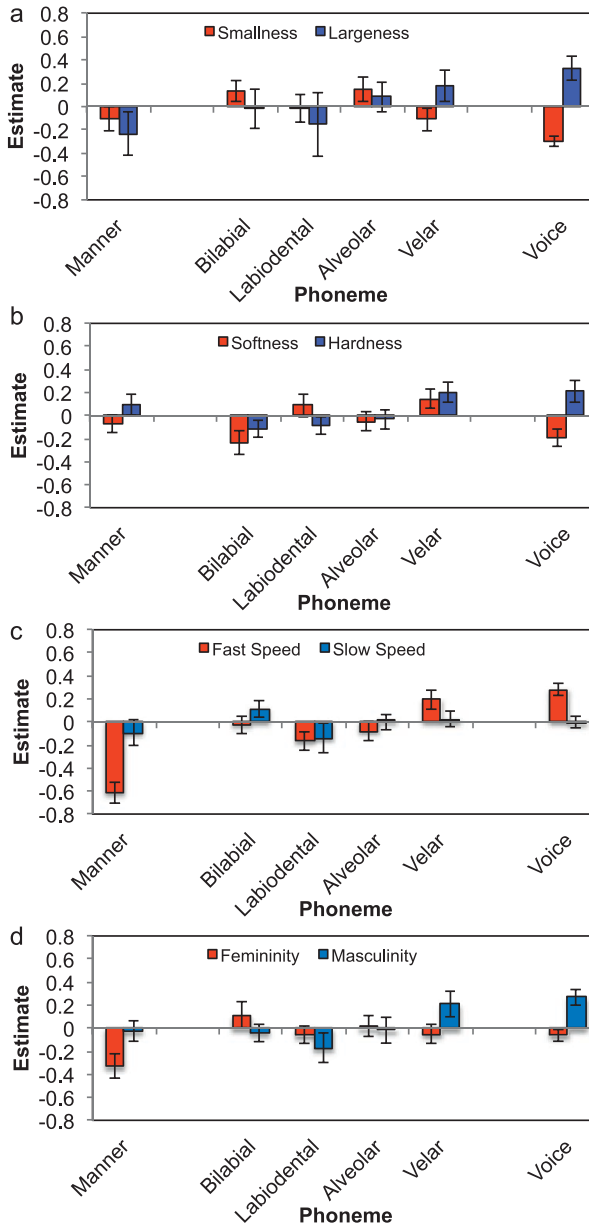 a
Smallness Largeness
0.8
0.6
0.4
0.2
0
-0.2
-0.4
-0.6
-0.8
Estimate
Manner Bilabial Labiodental Alveolar Velar Voice
Phoneme
b
Softness Hardness
0.8
0.6
0.4
0.2
0
-0.2
-0.4
-0.6
-0.8
Estimate
Manner Bilabial Labiodental Alveolar Velar Voice
Phoneme
c
Fast Speed Slow Speed
0.8
0.6
0.4
0.2
0
-0.2
-0.4
-0.6
-0.8
Estimate
Manner Bilabial Labiodental Alveolar Velar Voice
Phoneme
d
Femininity Masculinity
0.8
0.6
0.4
0.2
0
-0.2
-0.4
-0.6
-0.8
Estimate
Manner Bilabial Labiodental Alveolar Velar Voice
Phoneme